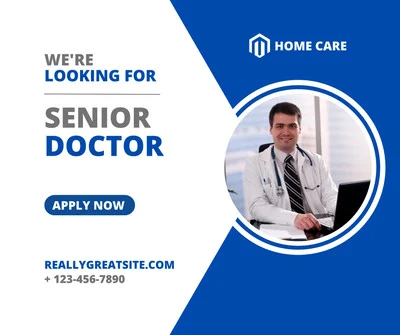 WE'RE
LOOKING FOR
SENIOR
DOCTOR
APPLY NOW
REALLYGREATSITE.COM
+ 123-456-7890
HOME CARE